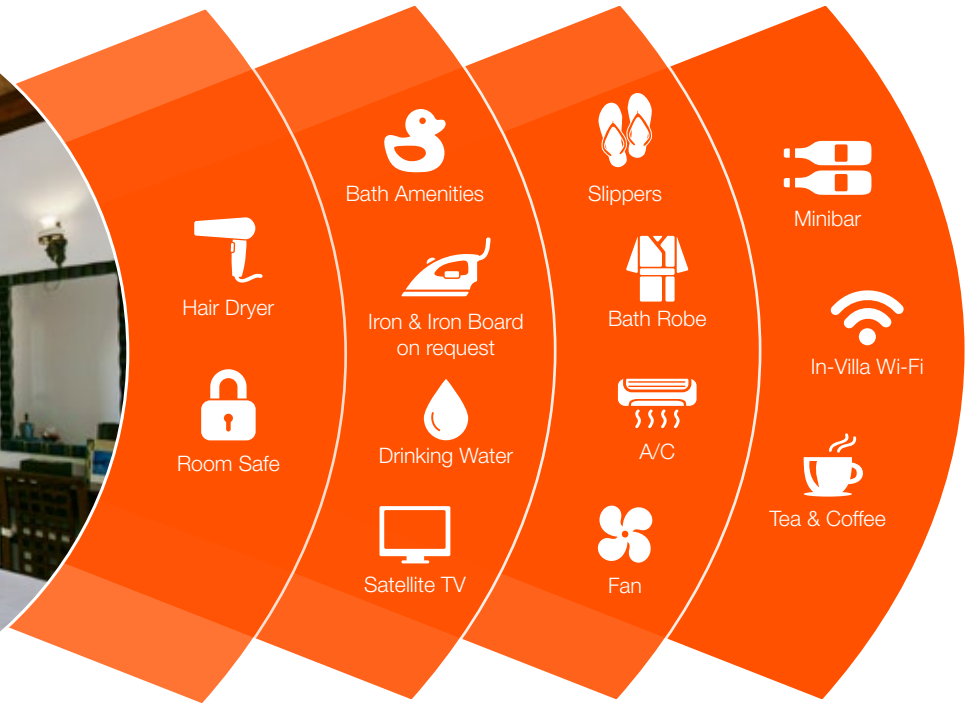 Hair Dryer
Room Safe
Bath Amenities
Iron & Iron Board
on request
Drinking Water
Satellite TV
Slippers
Bath Robe
A/C
Fan
Minibar
In-Villa Wi-Fi
Tea & Coffee